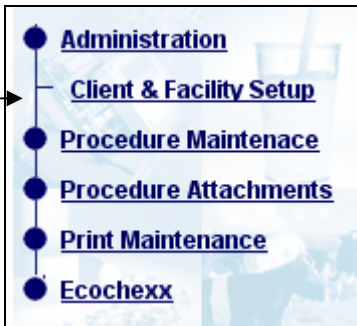 Administration
Client & Facility Setup
Procedure Maintenace
Procedure Attachments
Print Maintenance
Ecochexx